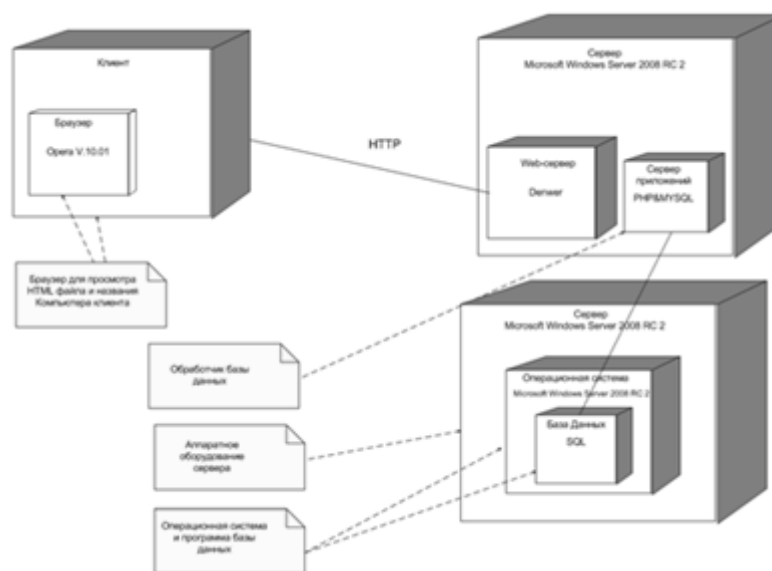 Клиент
Браузер
Opera V.10.01
HTTP
Сервер
Microsoft Windows Server 2008 RC 2
Web-сервер
Denwer
Сервер
приложений
PHP&MYSQL
Браузер для просмотра
HTML файла и названия
Компьютера клиента
Обработчик базы
данных
Аппаратное
оборудование
сервера
Операционная система
и программа базы
данных
Сервер
Microsoft Windows Server 2008 RC 2
Операционная система
Microsoft Windows Server 2008 RC 2
База Данных
SQL